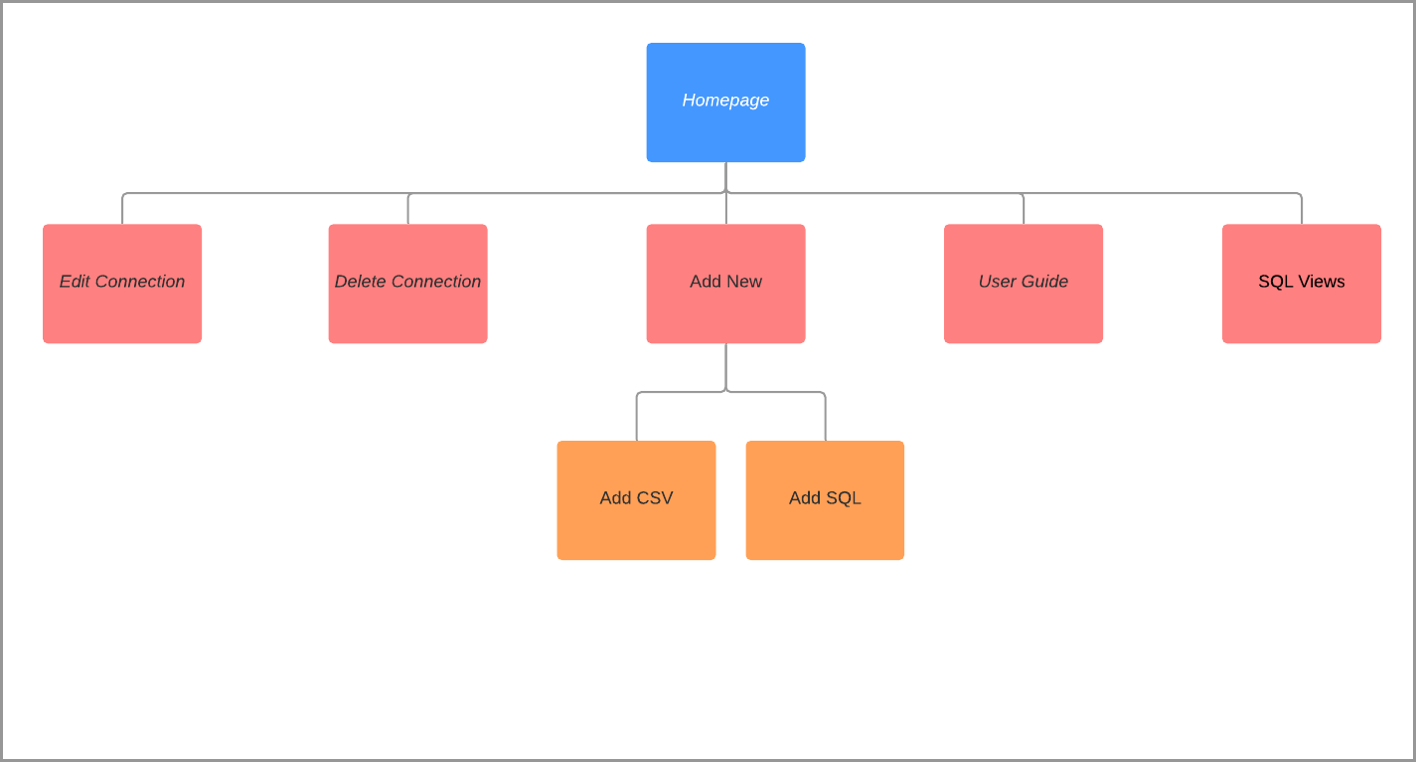 Homepage
Edit Connection
Delete Connection
Add New
User Guide
SQL Views
Add CSV
Add SQL